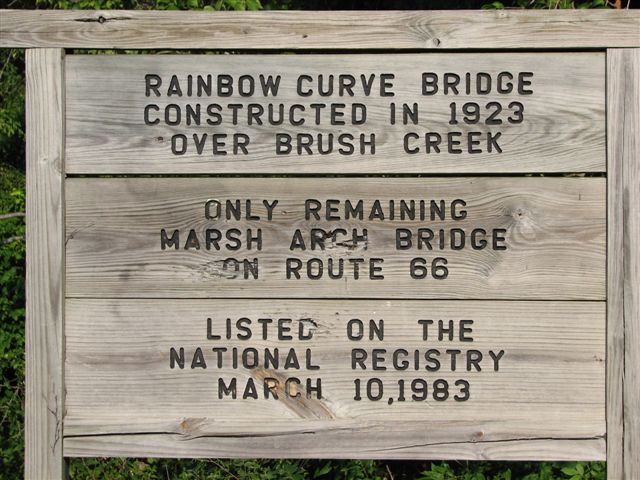 RAINBOW CURVE BRIDGE
CONSTRUCTED IN 1923
OVER BRUSH CREEK
ONLY REMAINING
MARSH ARCH BRIDGE
ON ROUTE 66
LISTED ON THE
NATIONAL REGISTRY
MARCH 10,1983